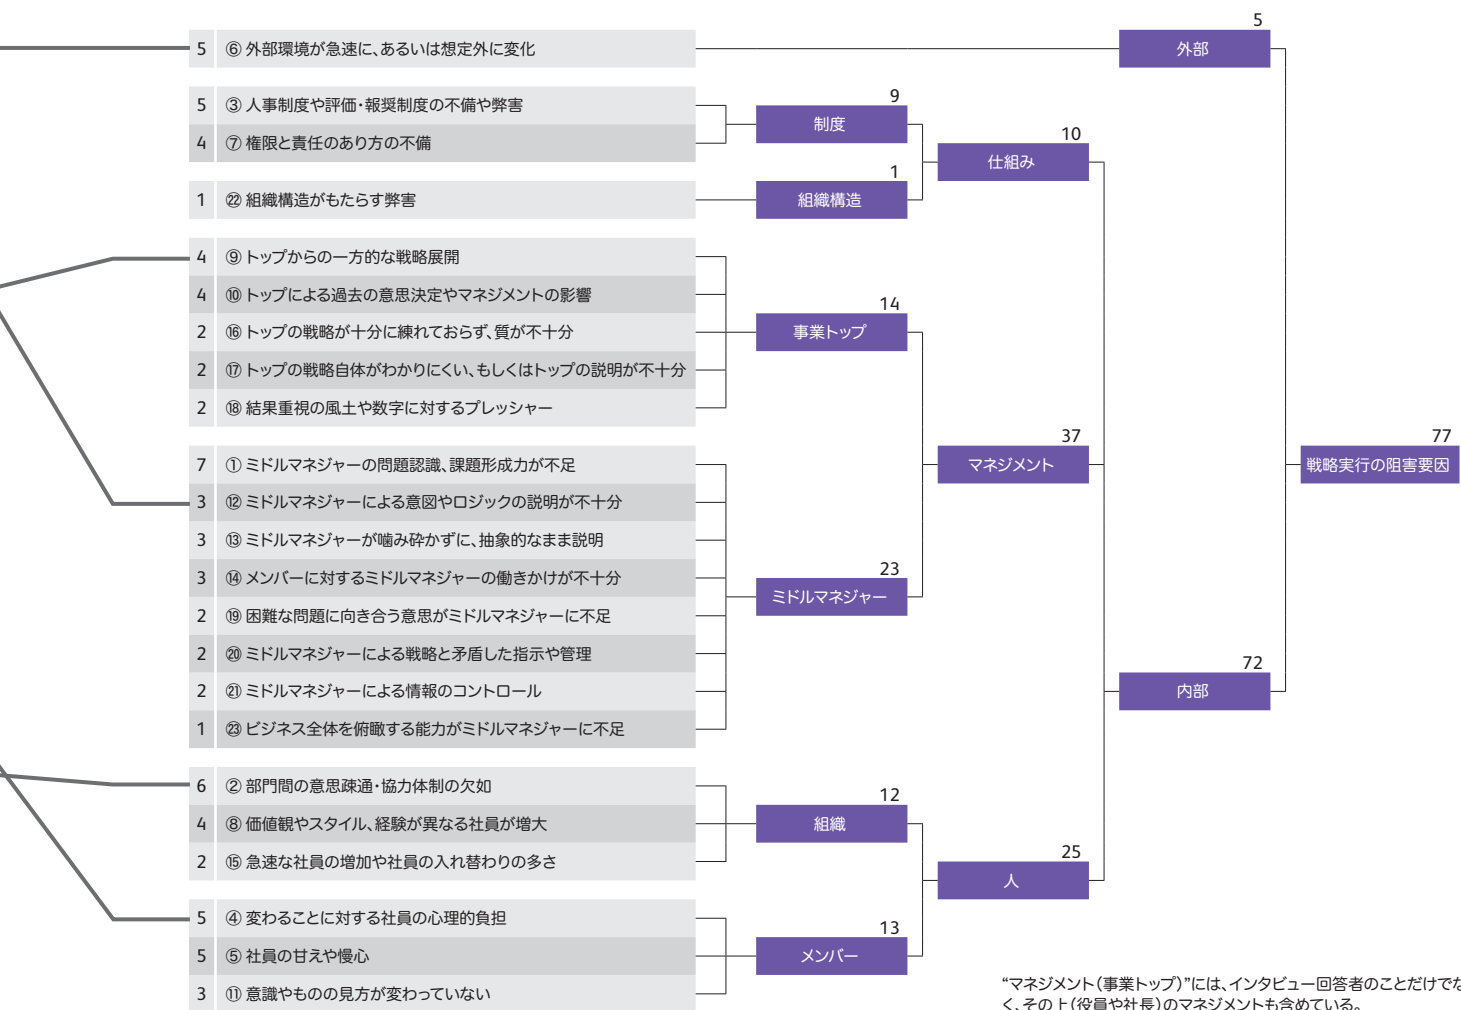 5 ⑥ 外部環境が急速に、あるいは想定外に変化
5 ③ 人事制度や評価・報奨制度の不備や弊害
4 ⑦ 権限と責任のあり方の不備
1 ㉒ 組織構造がもたらす弊害
4 ⑨ トップからの一方的な戦略展開
4 ⑩ トップによる過去の意思決定やマネジメントの影響
2 ⑯ トップの戦略が十分に練れておらず、質が不十分
2 ⑰ トップの戦略自体がわかりにくい、もしくはトップの説明が不十分
2 ⑱ 結果重視の風土や数字に対するプレッシャー
7 ① ミドルマネジャーの問題認識、課題形成力が不足
3 ⑫ ミドルマネジャーによる意図やロジックの説明が不十分
3 ⑬ ミドルマネジャーが噛み砕かずに、抽象的なまま説明
3 ⑭ メンバーに対するミドルマネジャーの働きかけが不十分
2 ⑲ 困難な問題に向き合う意思がミドルマネジャーに不足
2 ⑳ ミドルマネジャーによる戦略と矛盾した指示や管理
2 ㉑ ミドルマネジャーによる情報のコントロール
1 ㉓ ビジネス全体を俯瞰する能力がミドルマネジャーに不足
6 ② 部門間の意思疎通・協力体制の欠如
4 ⑧ 価値観やスタイル、経験が異なる社員が増大
2 ⑮ 急速な社員の増加や社員の入れ替わりの多さ
5 ④ 変わることに対する社員の心理的負担
5 ⑤ 社員の甘えや慢心
3 ⑪ 意識やものの見方が変わっていない
9
制度
1
組織構造
14
事業トップ
23
ミドルマネジャー
12
組織
13
メンバー
10
仕組み
37
マネジメント
25
人
5
外部
72
内部
77
戦略実行の阻害要因
“マネジメント（事業トップ）”には、インタビュー回答者のことだけでな
く、その上（役員や社長）のマネジメントも含めている。